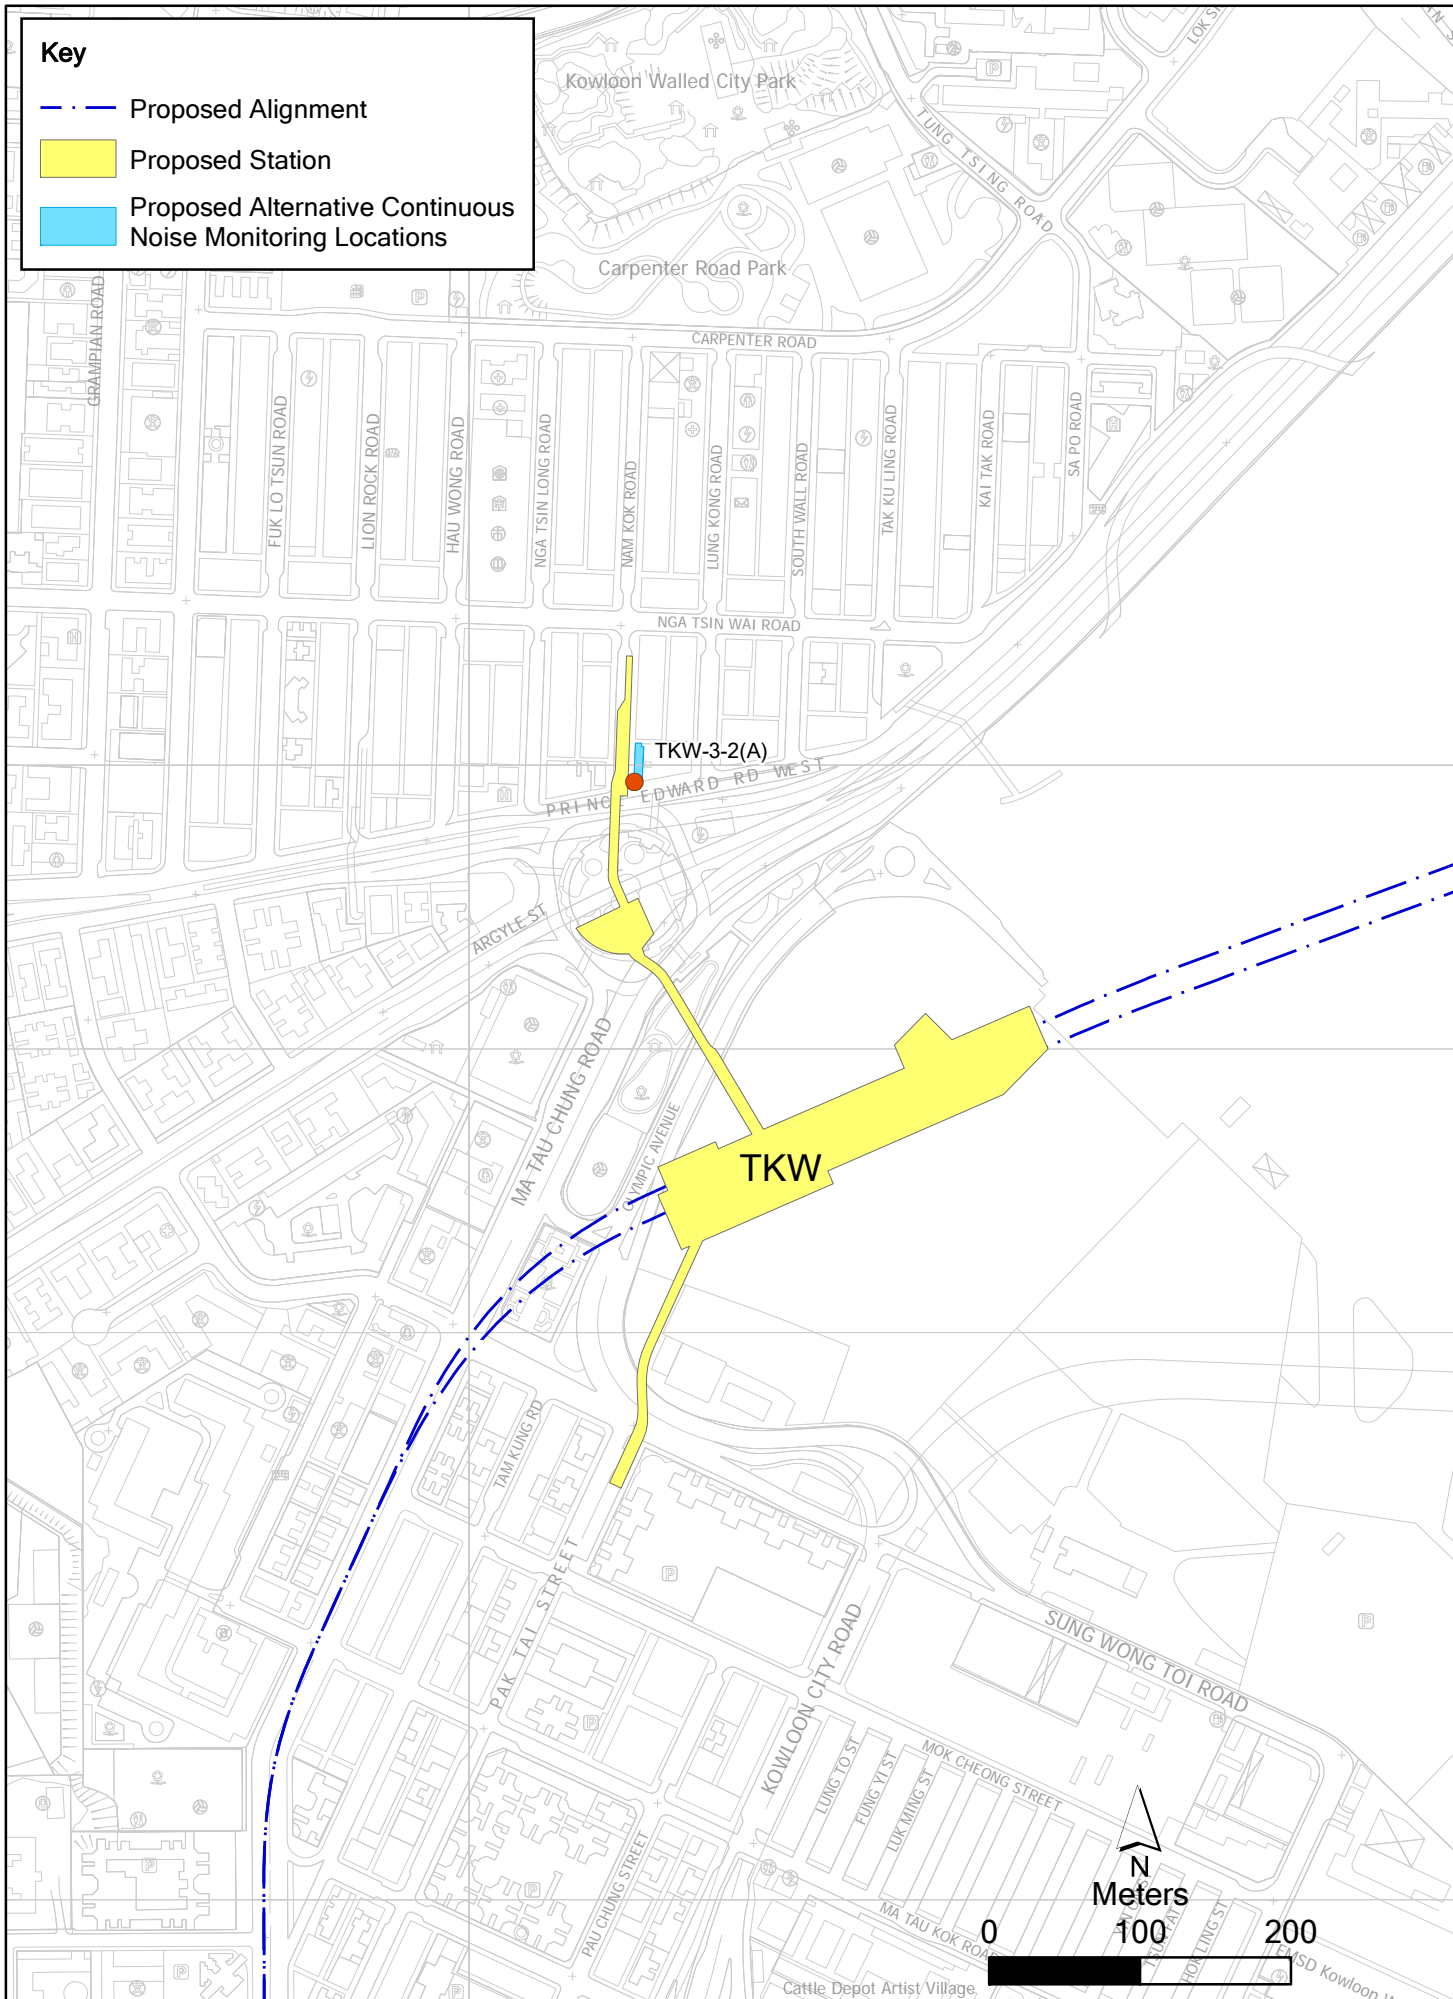 Key
Proposed Alignment
Proposed Station
Proposed Alternative Continuous
Noise Monitoring Locations
Kowloon Walled City Park
LOK S
TUNG TSING ROAD
Carpenter Road Park
GRAMPIAN ROAD
CARPENTER ROAD
FUK LO TSUN ROAD
LION ROCK ROAD
HAU WONG ROAD
NGA TSIN LONG ROAD
NAM KOK ROAD
LUNG KONG ROAD
SOUTH WALL ROAD
TAK KU LING ROAD
KAI TAK ROAD
SA PO ROAD
NGA TSIN WAI ROAD
TKW-3-2(A)
PRINCE EDWARD RD WEST
ARGYLE ST
MA TAU CHUNG ROAD
OLYMPIC AVENUE
TKW
TAM KUNG RD
PAK TAI STREET
KOWLOON CITY ROAD
SUNG WONG TOI ROAD
LUNG TO ST
FUNG YI ST
LUK MING ST
MOK CHEONG STREET
PAU CHUNG STREET
MA TAU KOK ROAD
HOK LING ST
EMSD Kowloon
Cattle Depot Artist Village
N
Meters
0 100 200